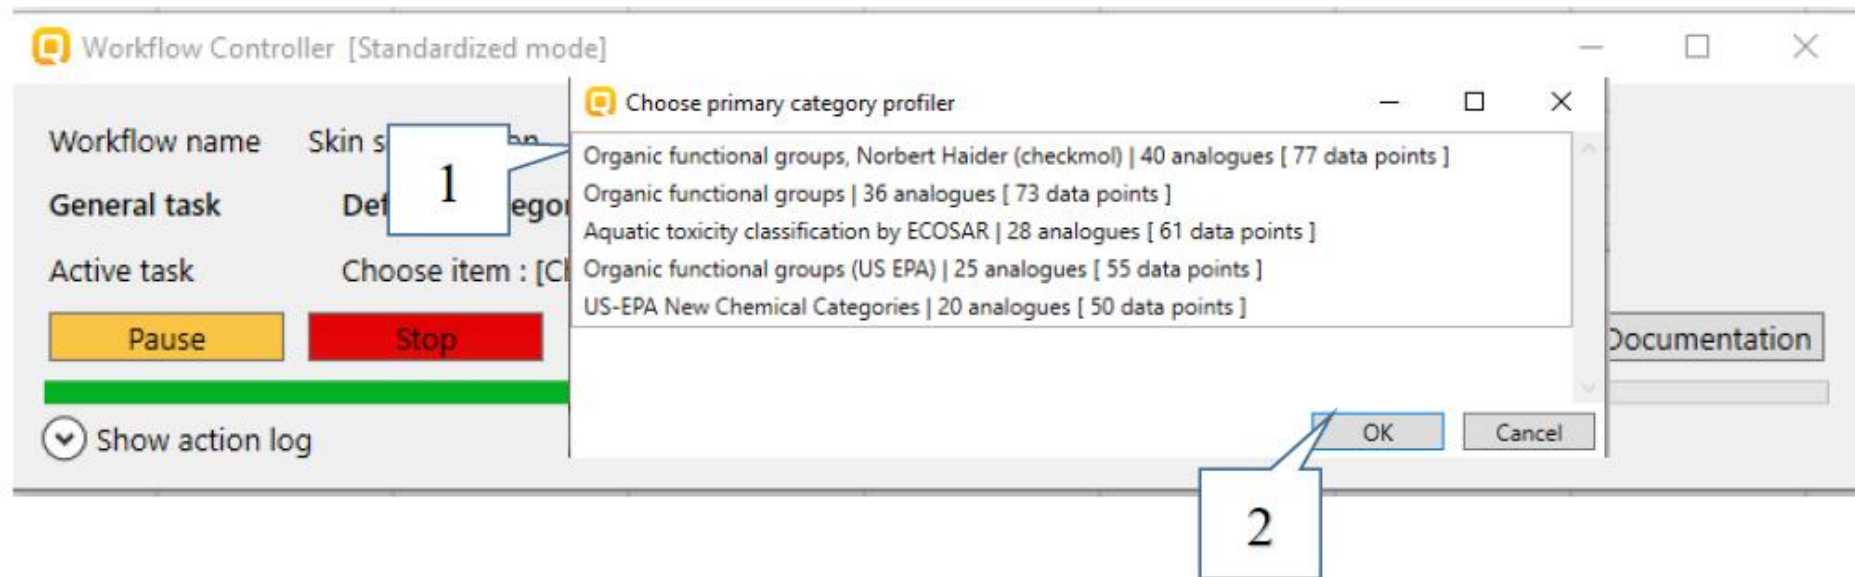 Workflow Controller [Standardized mode]
Choose primary category profiler
Workflow name Skin s on
1
Organic functional groups, Norbert Haider (checkmol) | 40 analogues [ 77 data points ]
Organic functional groups | 36 analogues [ 73 data points ]
General task Def egor
Aquatic toxicity classification by ECOSAR | 28 analogues [ 61 data points ]
Active task Choose item : [Cl
Organic functional groups (US EPA) | 25 analogues [ 55 data points ]
US-EPA New Chemical Categories | 20 analogues [ 50 data points ]
Pause Stop Documentation
Show action log
OK Cancel
2